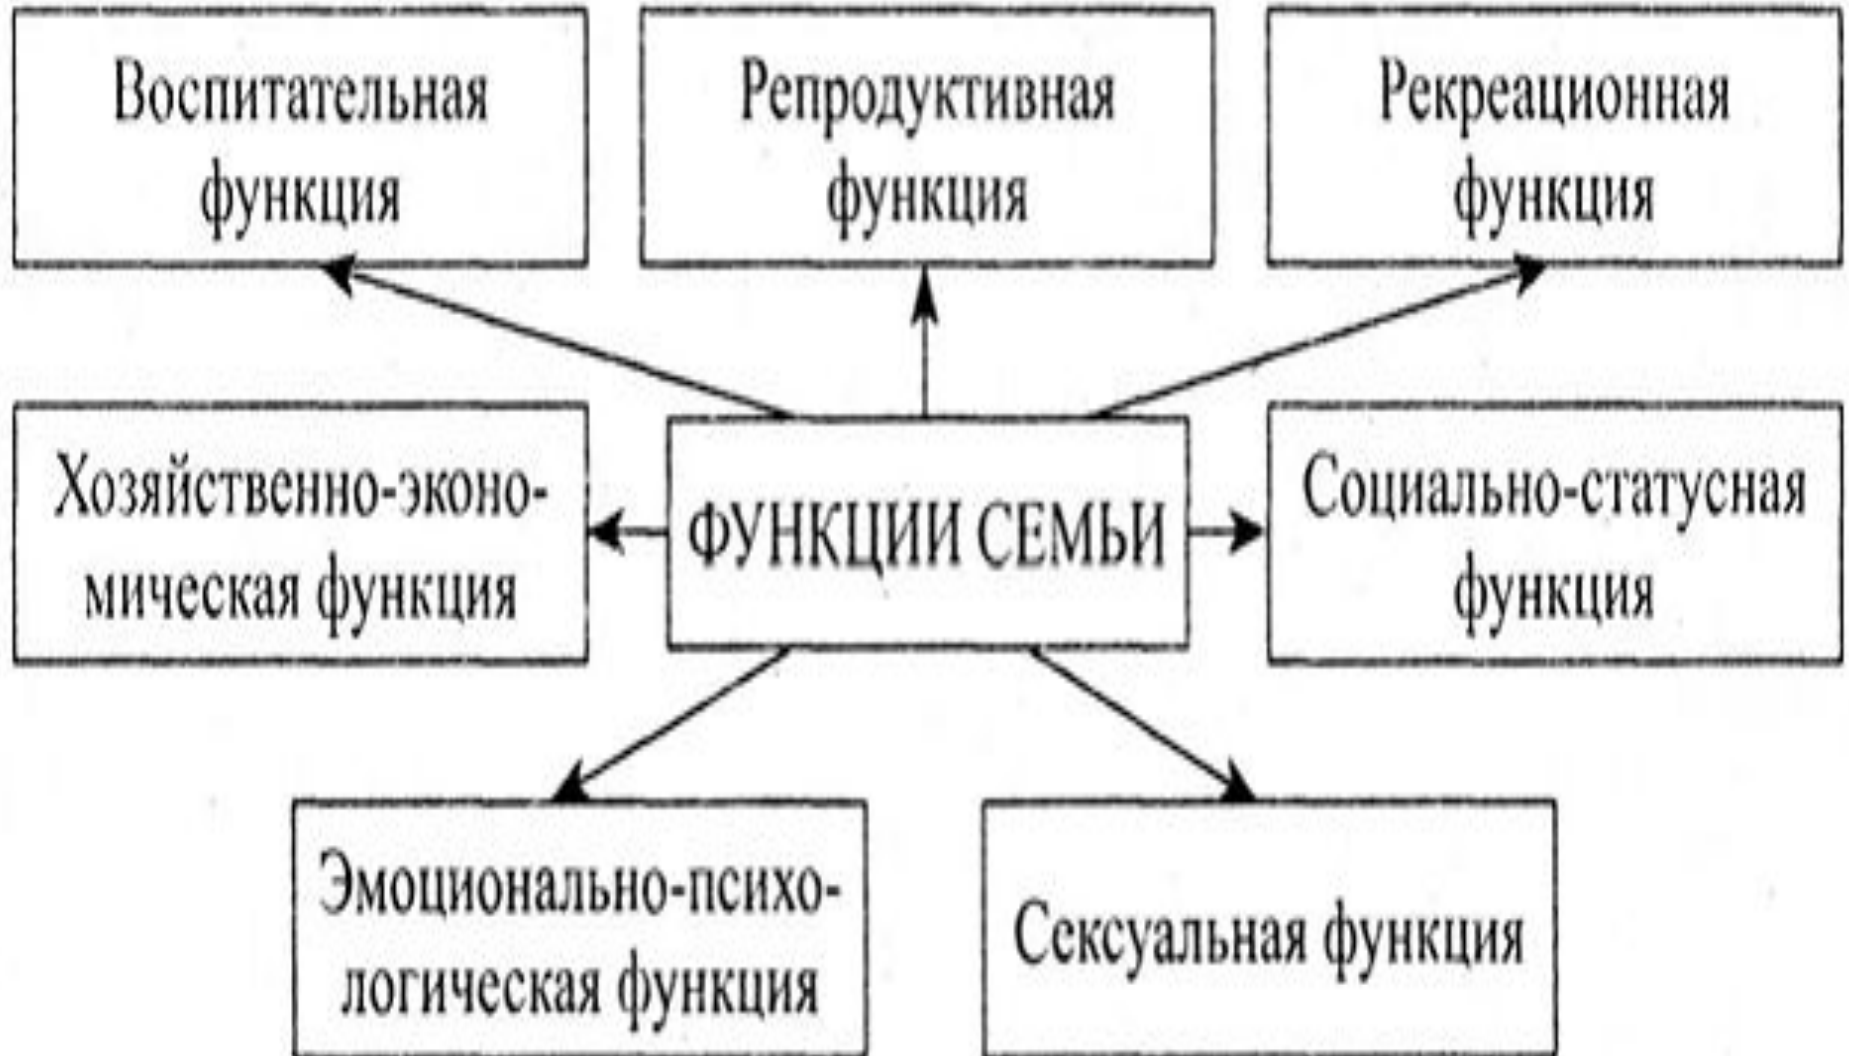 Воспитательная
функция
Репродуктивная
функция
Рекреационная
функция
Хозяйственно-эконо-
мическая функция
ФУНКЦИИ СЕМЬИ
Социально-статусная
функция
Эмоционально-психо-
логическая функция
Сексуальная функция